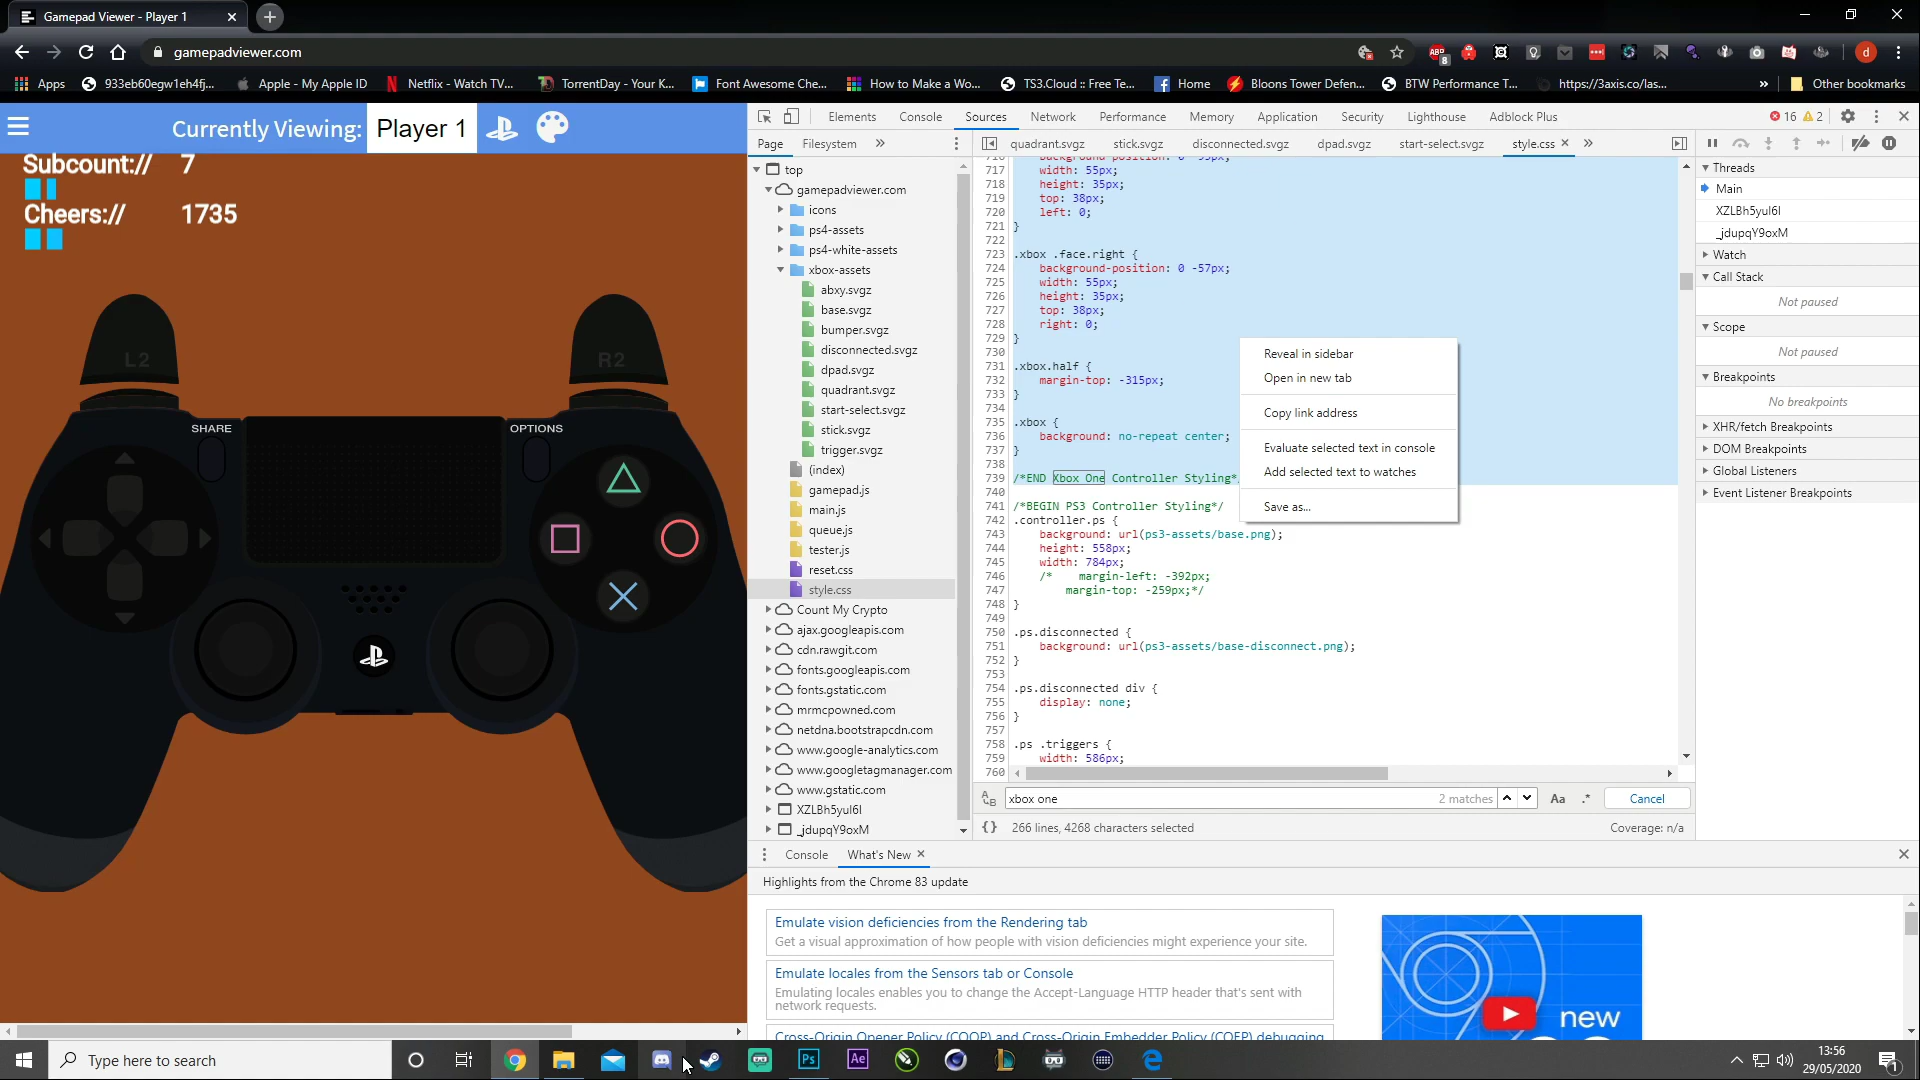 Gamepad Viewer - Player 1
gamepadviewer.com
Apps
933eb60egw1eh4fj...
Apple - My Apple ID
Netflix - Watch TV...
TorrentDay - Your K...
Font Awesome Che...
How to Make a Wo...
TS3.Cloud :: Free Te...
Home
Bloons Tower Defen...
BTW Performance T...
https://3axis.co/las...
»
Other bookmarks
Currently Viewing: Player 1
Subcount:// 7
Cheers:// 1735
L2
R2
SHARE
OPTIONS
Elements
Console
Sources
Network
Performance
Memory
Application
Security
Lighthouse
Adblock Plus
16
2
Page
Filesystem
»
quadrant.svgz
stick.svgz
disconnected.svgz
dpad.svgz
start-select.svgz
style.css
»
top
gamepadviewer.com
icons
ps4-assets
ps4-white-assets
xbox-assets
abxy.svgz
base.svgz
bumper.svgz
disconnected.svgz
dpad.svgz
quadrant.svgz
start-select.svgz
stick.svgz
trigger.svgz
(index)
gamepad.js
main.js
queue.js
tester.js
reset.css
style.css
Count My Crypto
ajax.googleapis.com
cdn.rawgit.com
fonts.googleapis.com
fonts.gstatic.com
mrmcpowned.com
netdna.bootstrapcdn.com
www.google-analytics.com
www.googletagmanager.com
www.gstatic.com
XZLBh5yul6l
_jdupqY9oxM
717 width: 55px;
718 height: 35px;
719 top: 38px;
720 left: 0;
721 }
722
723 .xbox .face.right {
724 background-position: 0 -57px;
725 width: 55px;
726 height: 35px;
727 top: 38px;
728 right: 0;
729 }
730
731 .xbox.half {
732 margin-top: -315px;
733 }
734
735 .xbox {
736 background: no-repeat center;
737 }
738
739 /*END Xbox One Controller Styling*
740
741 /*BEGIN PS3 Controller Styling*/
742 .controller.ps {
743 background: url(ps3-assets/base.png);
744 height: 558px;
745 width: 784px;
746 /* margin-left: -392px;
747 margin-top: -259px;*/
748 }
749
750 .ps.disconnected {
751 background: url(ps3-assets/base-disconnect.png);
752 }
753
754 .ps.disconnected div {
755 display: none;
756 }
757
758 .ps .triggers {
759 width: 586px;
760
Reveal in sidebar
Open in new tab
Copy link address
Evaluate selected text in console
Add selected text to watches
Save as...
xbox one
2 matches
Aa
.*
Cancel
{} 266 lines, 4268 characters selected
Coverage: n/a
Threads
Main
XZLBh5yul6l
_jdupqY9oxM
Watch
Call Stack
Not paused
Scope
Not paused
Breakpoints
No breakpoints
XHR/fetch Breakpoints
DOM Breakpoints
Global Listeners
Event Listener Breakpoints
Console
What's New
Highlights from the Chrome 83 update
Emulate vision deficiencies from the Rendering tab
Get a visual approximation of how people with vision deficiencies might experience your site.
Emulate locales from the Sensors tab or Console
Emulating locales enables you to change the Accept-Language HTTP header that's sent with
network requests.
Cross-Origin Opener Policy (COOP) and Cross-Origin Embedder Policy (COEP) debugging
new
Type here to search
Ps
Ae
13:56
29/05/2020
1